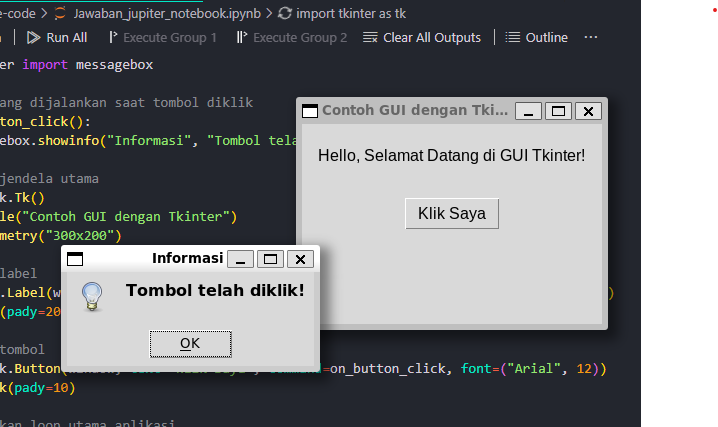 e-code > Jawaban_jupiter_notebook.ipynb > import tkinter as tk
Run All Execute Group 1 Execute Group 2 Clear All Outputs Outline ...
er import messagebox
ang dijalankan saat tombol diklik
ton_click():
ebox.showinfo("Informasi", "Tombol tela
jendela utama
k.Tk()
le("Contoh GUI dengan Tkinter")
metry("300x200")
label
.Label(w
)
(pady=20
tombol
k.Button(
=on_button_click, font=("Arial", 12))
k(pady=10)
kan loop utama aplikasi
Contoh GUI dengan Tki...
Hello, Selamat Datang di GUI Tkinter!
Klik Saya
Informasi
Tombol telah diklik!
OK